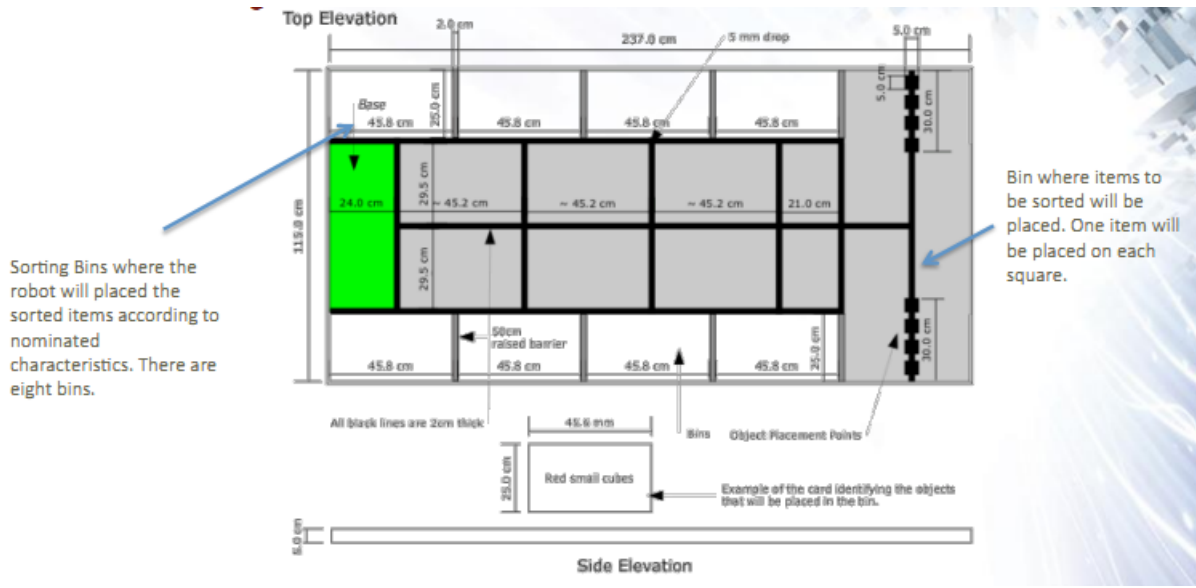 Top Elevation
2.0 cm
237.0 cm
5 mm drop
5.0 cm
5.0 cm
30.0 cm
115.0 cm
Base
25.0 cm
45.8 cm
45.8 cm
45.8 cm
45.8 cm
24.0 cm
29.5 cm
~ 45.2 cm
~ 45.2 cm
~ 45.2 cm
21.0 cm
29.5 cm
Bin where items to
be sorted will be
placed. One item will
be placed on each
square.
Sorting Bins where the
robot will placed the
sorted items according to
nominated
characteristics. There are
eight bins.
50cm
raised barrier
45.8 cm
45.8 cm
45.8 cm
45.8 cm
25.0 cm
30.0 cm
All black lines are 2cm thick
45.6 mm
Bins
Object Placement Points
25.0 cm
Red small cubes
Example of the card identifying the objects
that will be placed in the bin.
5.0 cm
Side Elevation